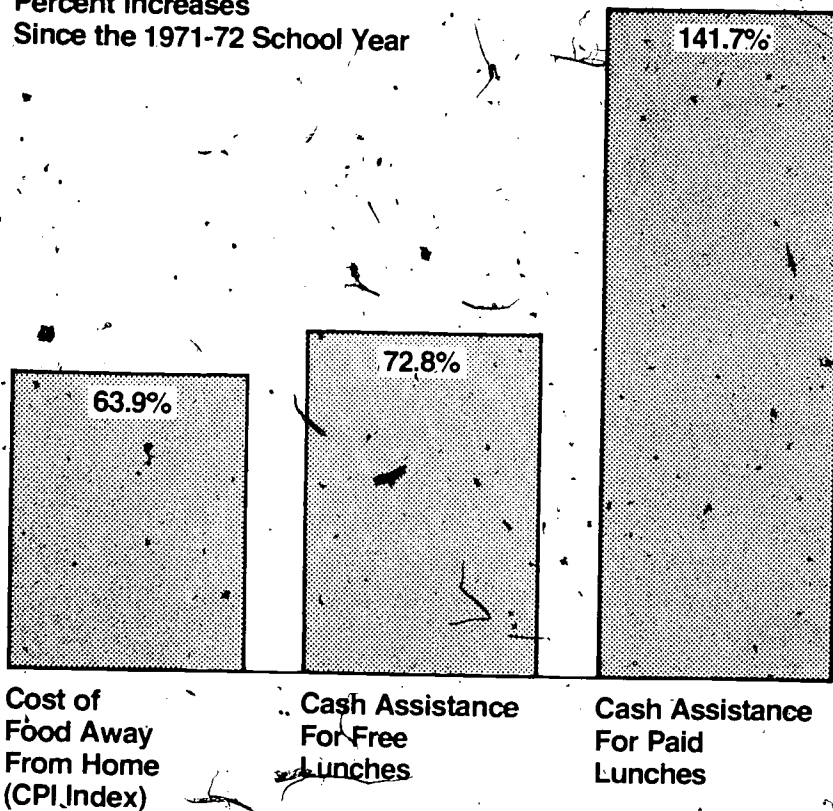 Percent Increases
Since the 1971-72 School Year
141.7%
72.8%
63.9%
Cost of
Food Away
From Home
(CPI Index)
Cash Assistance
For Free
Lunches
Cash Assistance
For Paid
Lunches